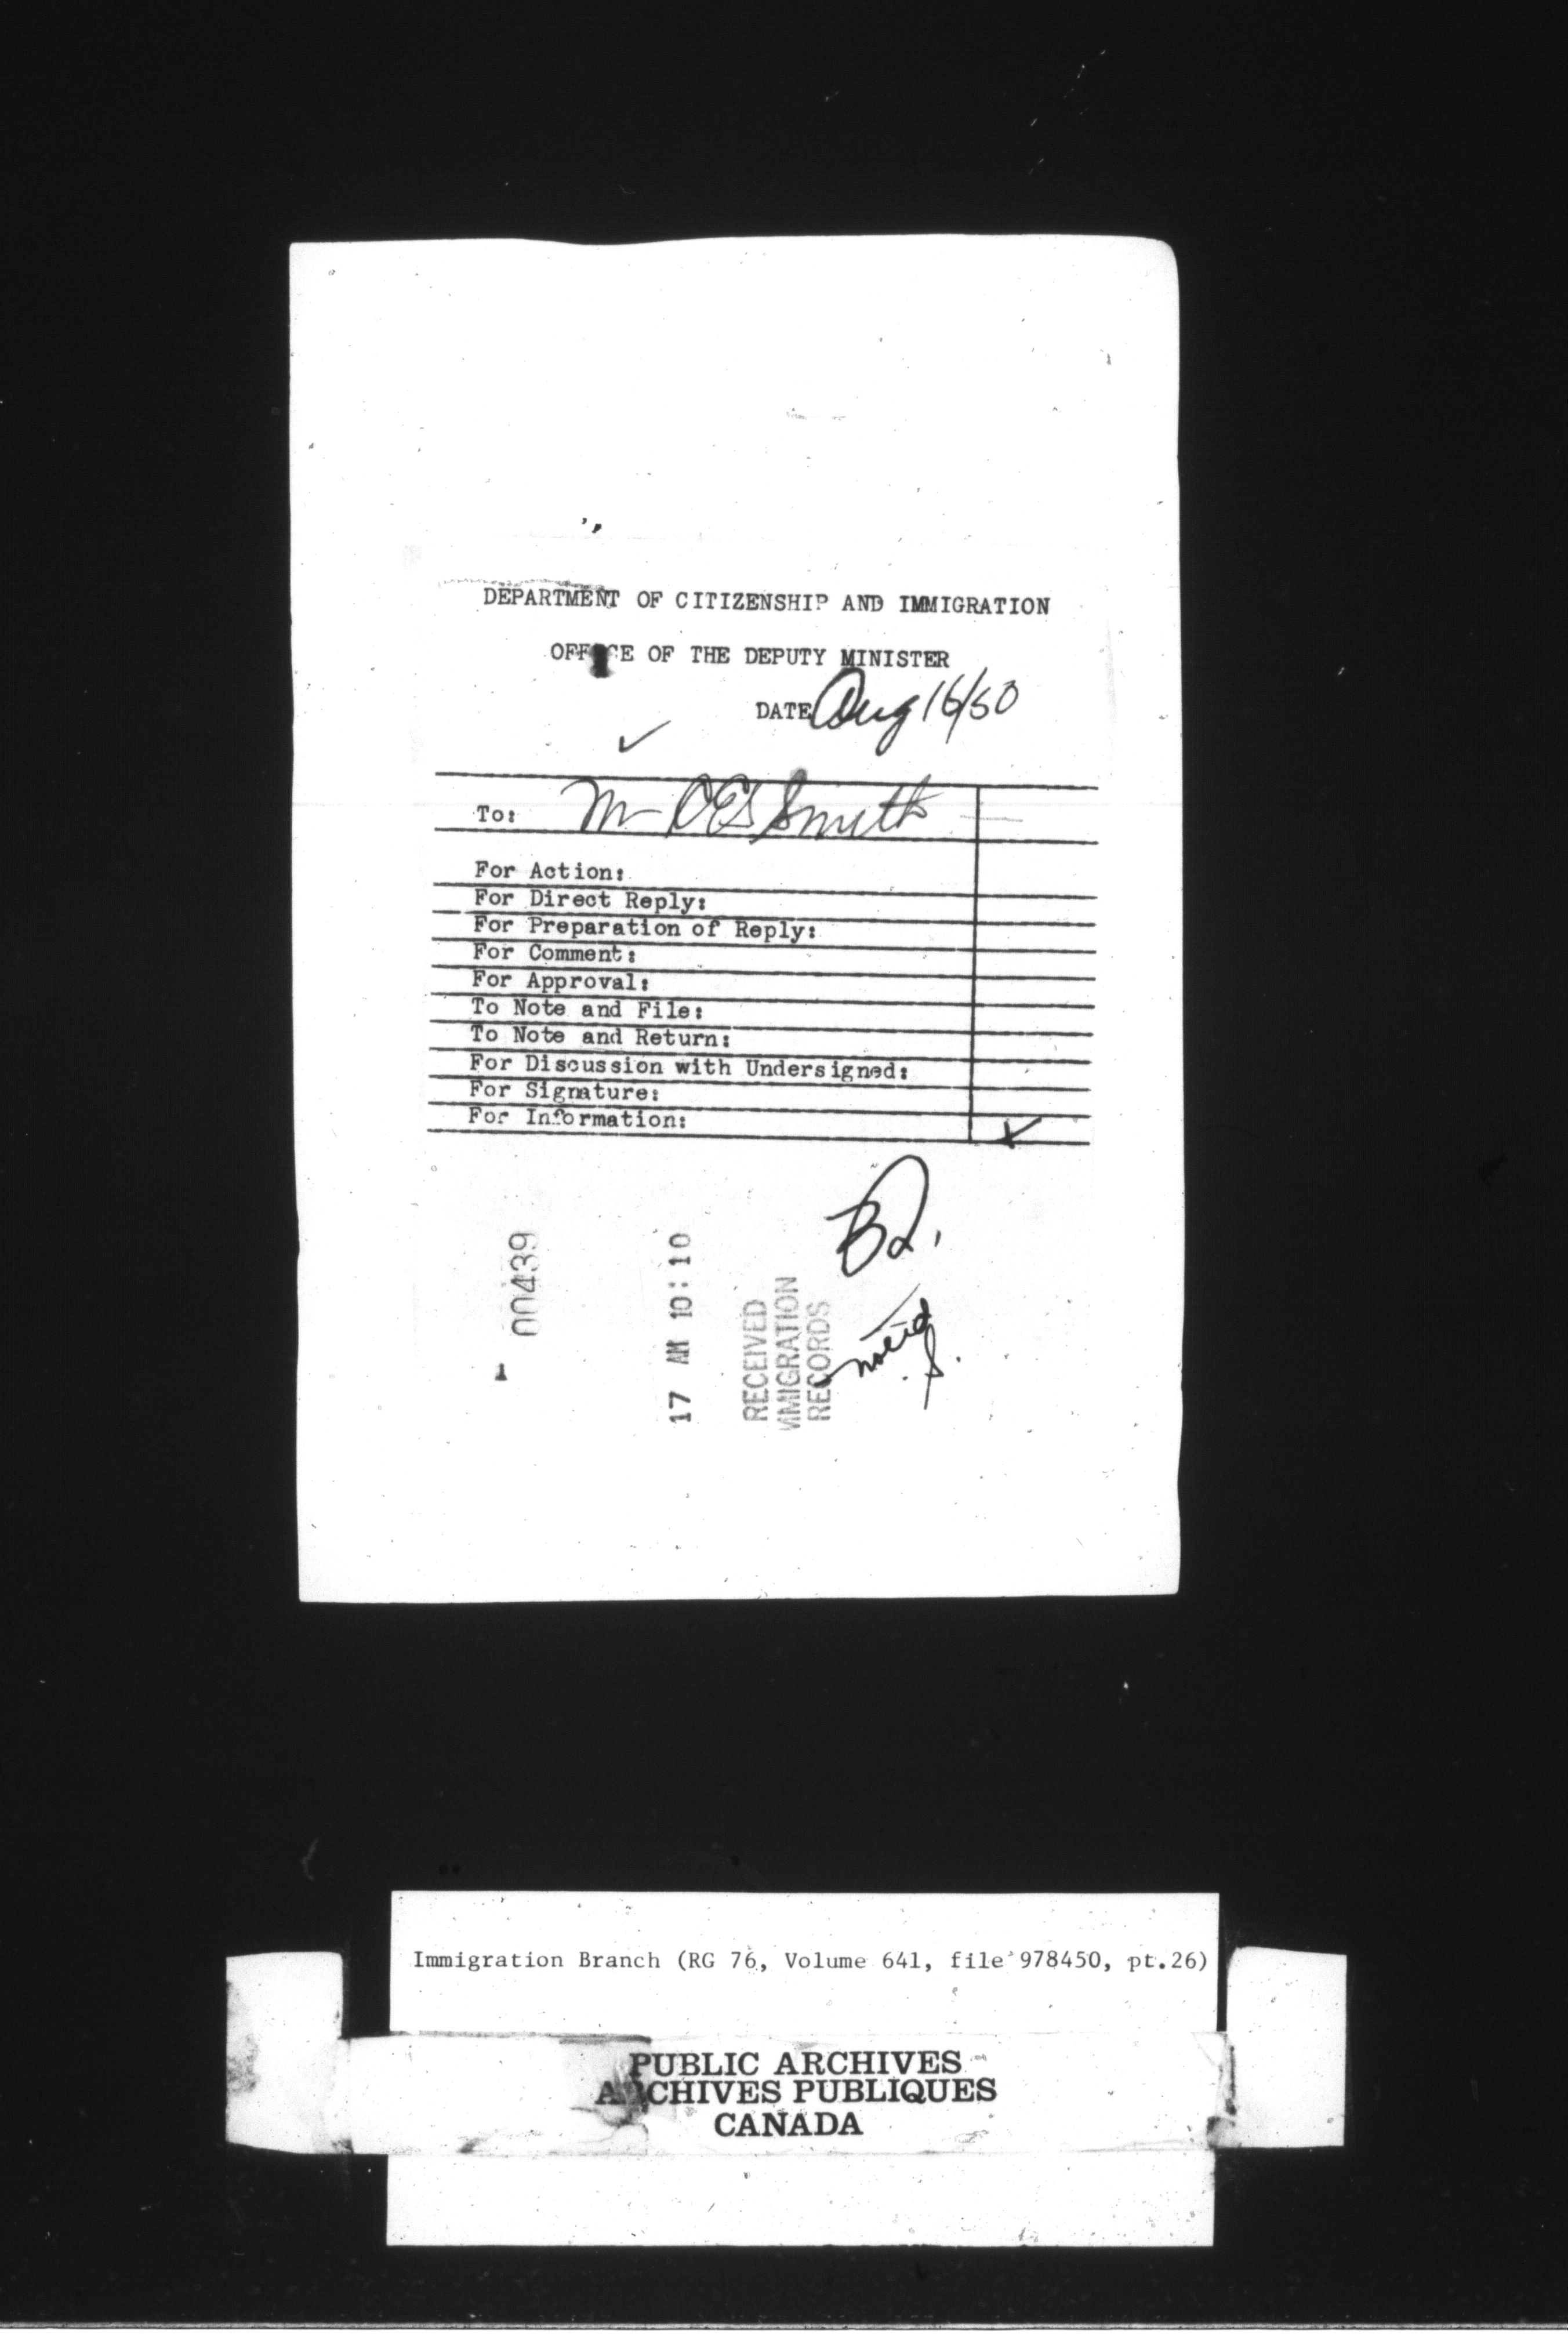 DEPARTMENT OF CITIZENSHIP AND IMMIGRATION
OFFICE OF THE DEPUTY MINISTER
DATE Aug 16/50
To: Mr CES Smith
For Action:
For Direct Reply:
For Preparation of Reply:
For Comment:
For Approval:
To Note and File:
To Note and Return:
For Discussion with Undersigned:
For Signature:
For Information:
noted
S.
1 00439
17 AM 10:10
RECEIVED
IMMIGRATION
RECORDS
Immigration Branch (RG 76, Volume 641, file 978450, pt.26)
PUBLIC ARCHIVES
ARCHIVES PUBLIQUES
CANADA